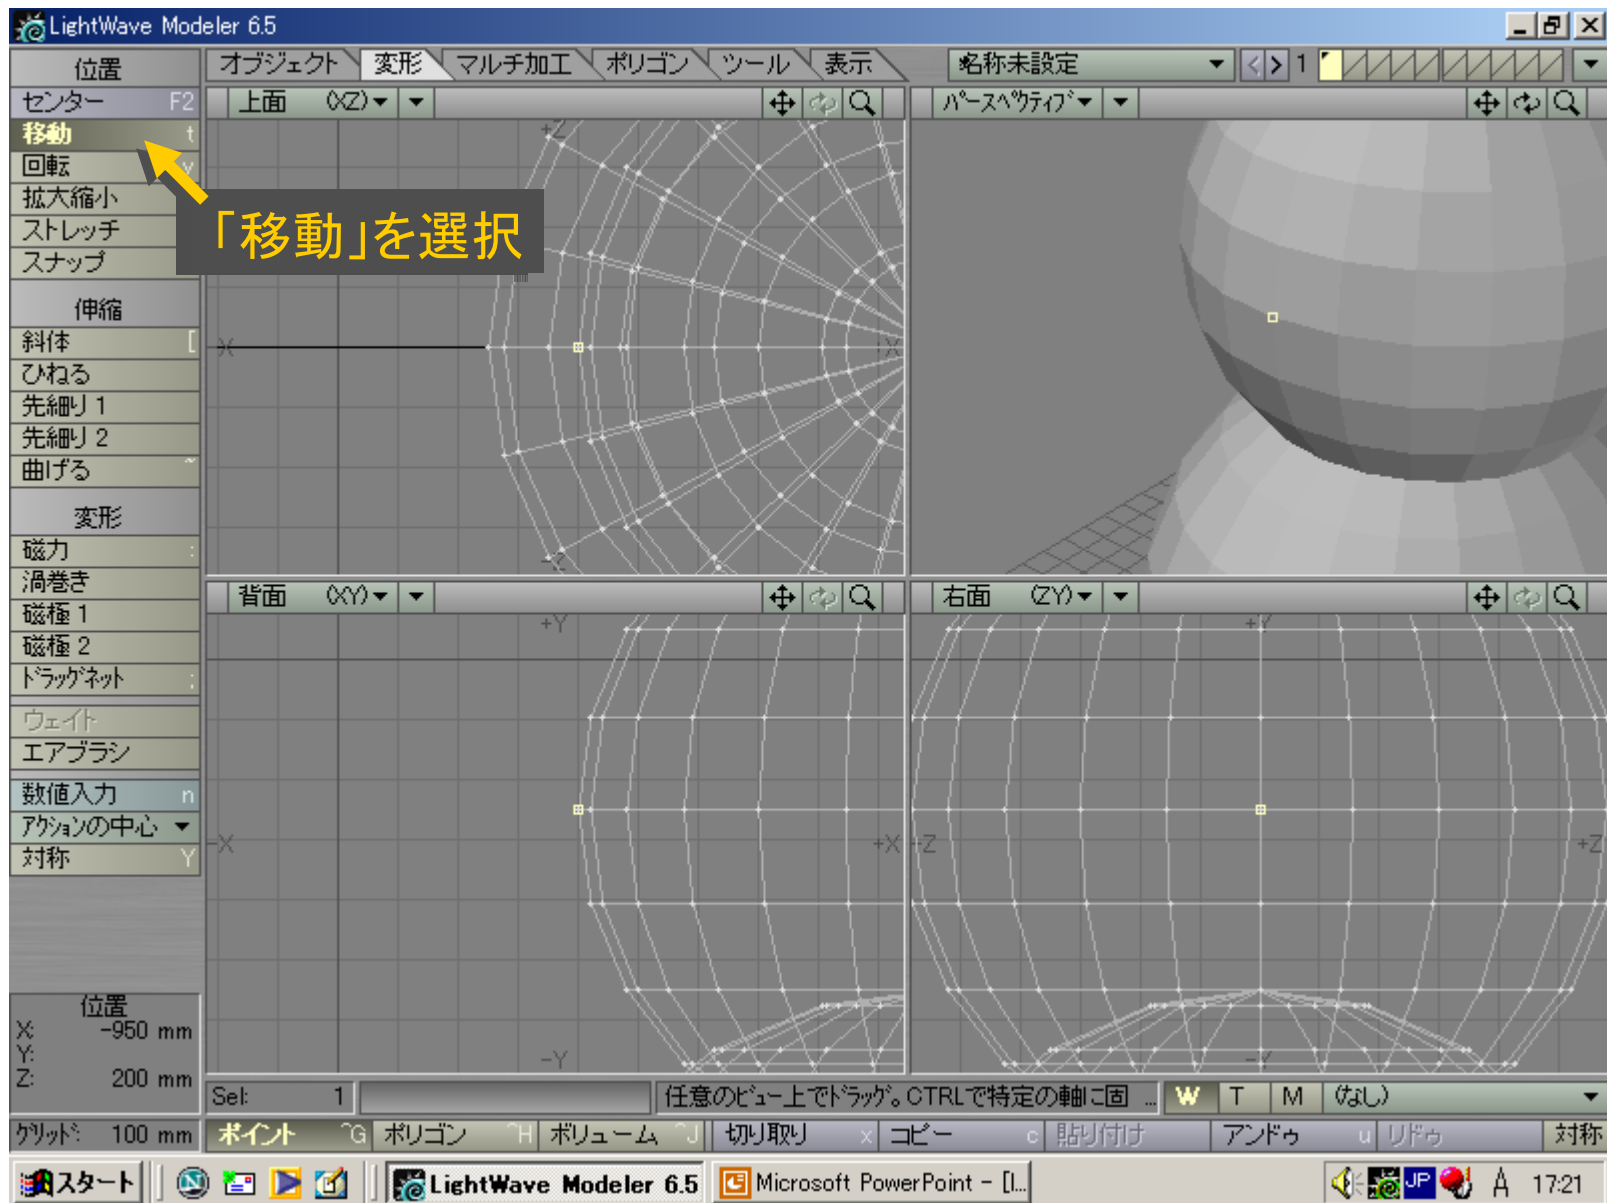 LightWave Modeler 6.5
位置
オブジェクト 変形 マルチ加工 ポリゴン ツール 表示 名称未設定 1
センター F2
上面 (XZ)
パースペクティブ
移動 t
回転 y
拡大縮小
ストレッチ
スナップ
「移動」を選択
伸縮
斜体 [
ひねる
先細り 1
先細り 2
曲げる ~
変形
磁力 :
渦巻き
磁極 1
磁極 2
ドラッグネット ;
ウェイト
エアブラシ
数値入力 n
アクションの中心
対称 Y
+Z
-X
+X
-Z
背面 (XY)
+Y
-X
+X
-Y
右面 (ZY)
+Y
-Z
+Z
-Y
位置
X: -950 mm
Y:
Z: 200 mm
グリッド: 100 mm
Sel: 1
任意のビュー上でドラッグ。CTRLで特定の軸に固 ...
W T M (なし)
ポイント ^G ポリゴン ^H ボリューム ^J 切り取り x コピー c 貼り付け アンドゥ u リドゥ 対称
スタート LightWave Modeler 6.5 Microsoft PowerPoint - [l... JP A 17:21